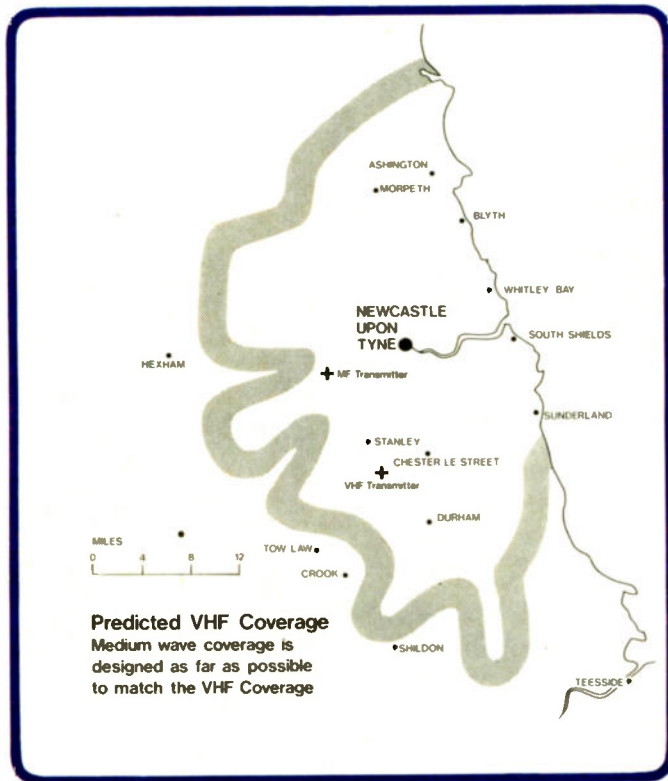 ASHINGTON
MORPETH
BLYTH
WHITLEY BAY
NEWCASTLE
UPON
TYNE
SOUTH SHIELDS
HEXHAM
MF Transmitter
SUNDERLAND
STANLEY
CHESTER LE STREET
VHF Transmitter
DURHAM
MILES
0 4 8 12
TOW LAW
CROOK
Predicted VHF Coverage
Medium wave coverage is
designed as far as possible
to match the VHF Coverage
SHILDON
TEESSIDE